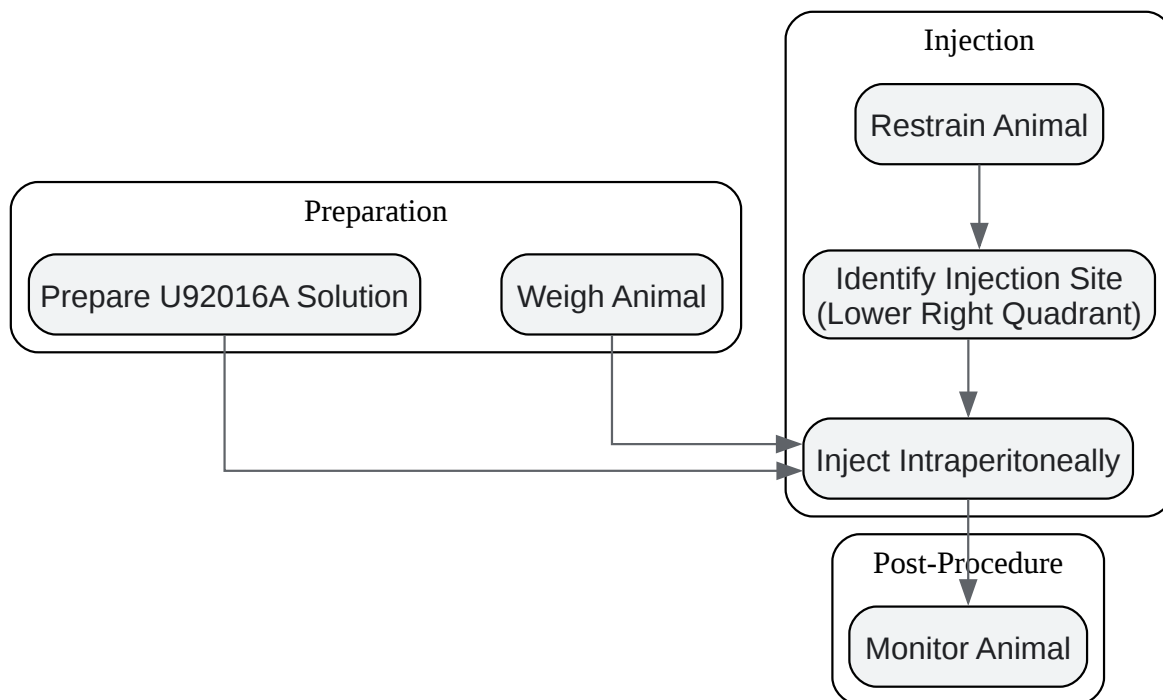 Injection
Restrain Animal
Preparation
Prepare U92016A Solution
Weigh Animal
Identify Injection Site
(Lower Right Quadrant)
Inject Intraperitoneally
Post-Procedure
Monitor Animal